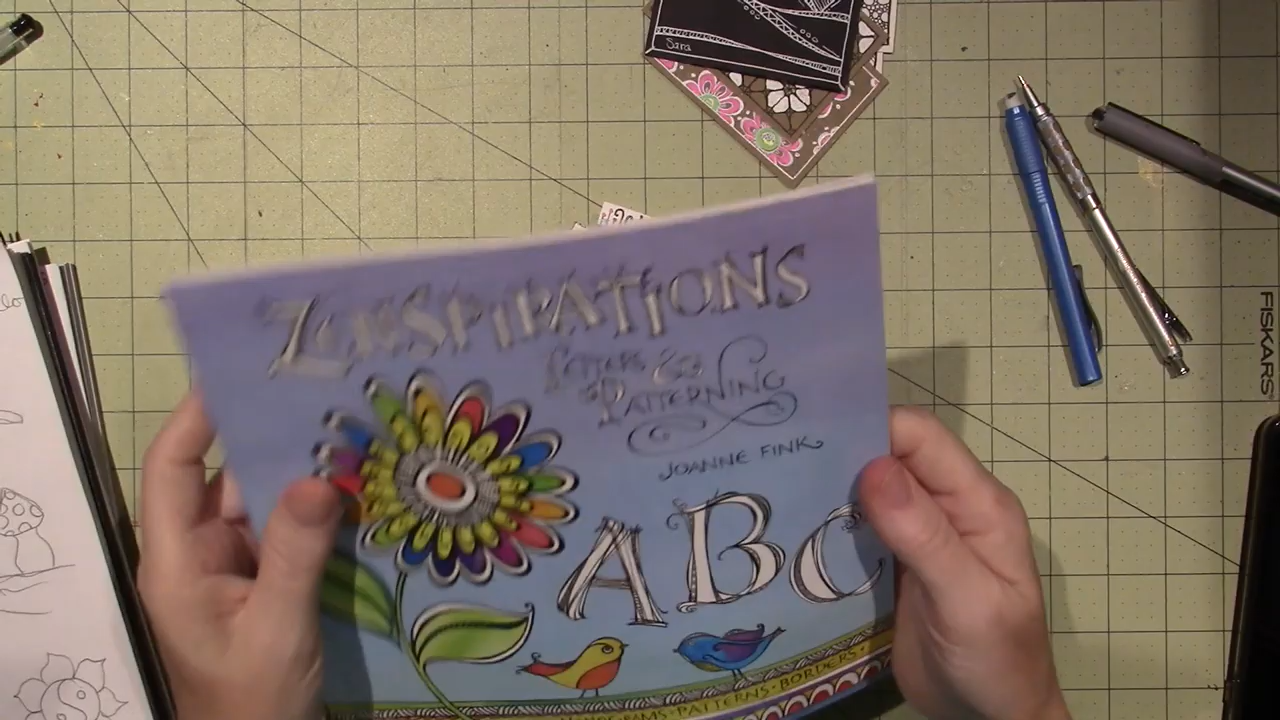 Sara
ZENSPIRATIONS
LETTERS &
PATTERNING
JOANNE FINK
ABC
PATTERNS • BORDERS •
FISKARS